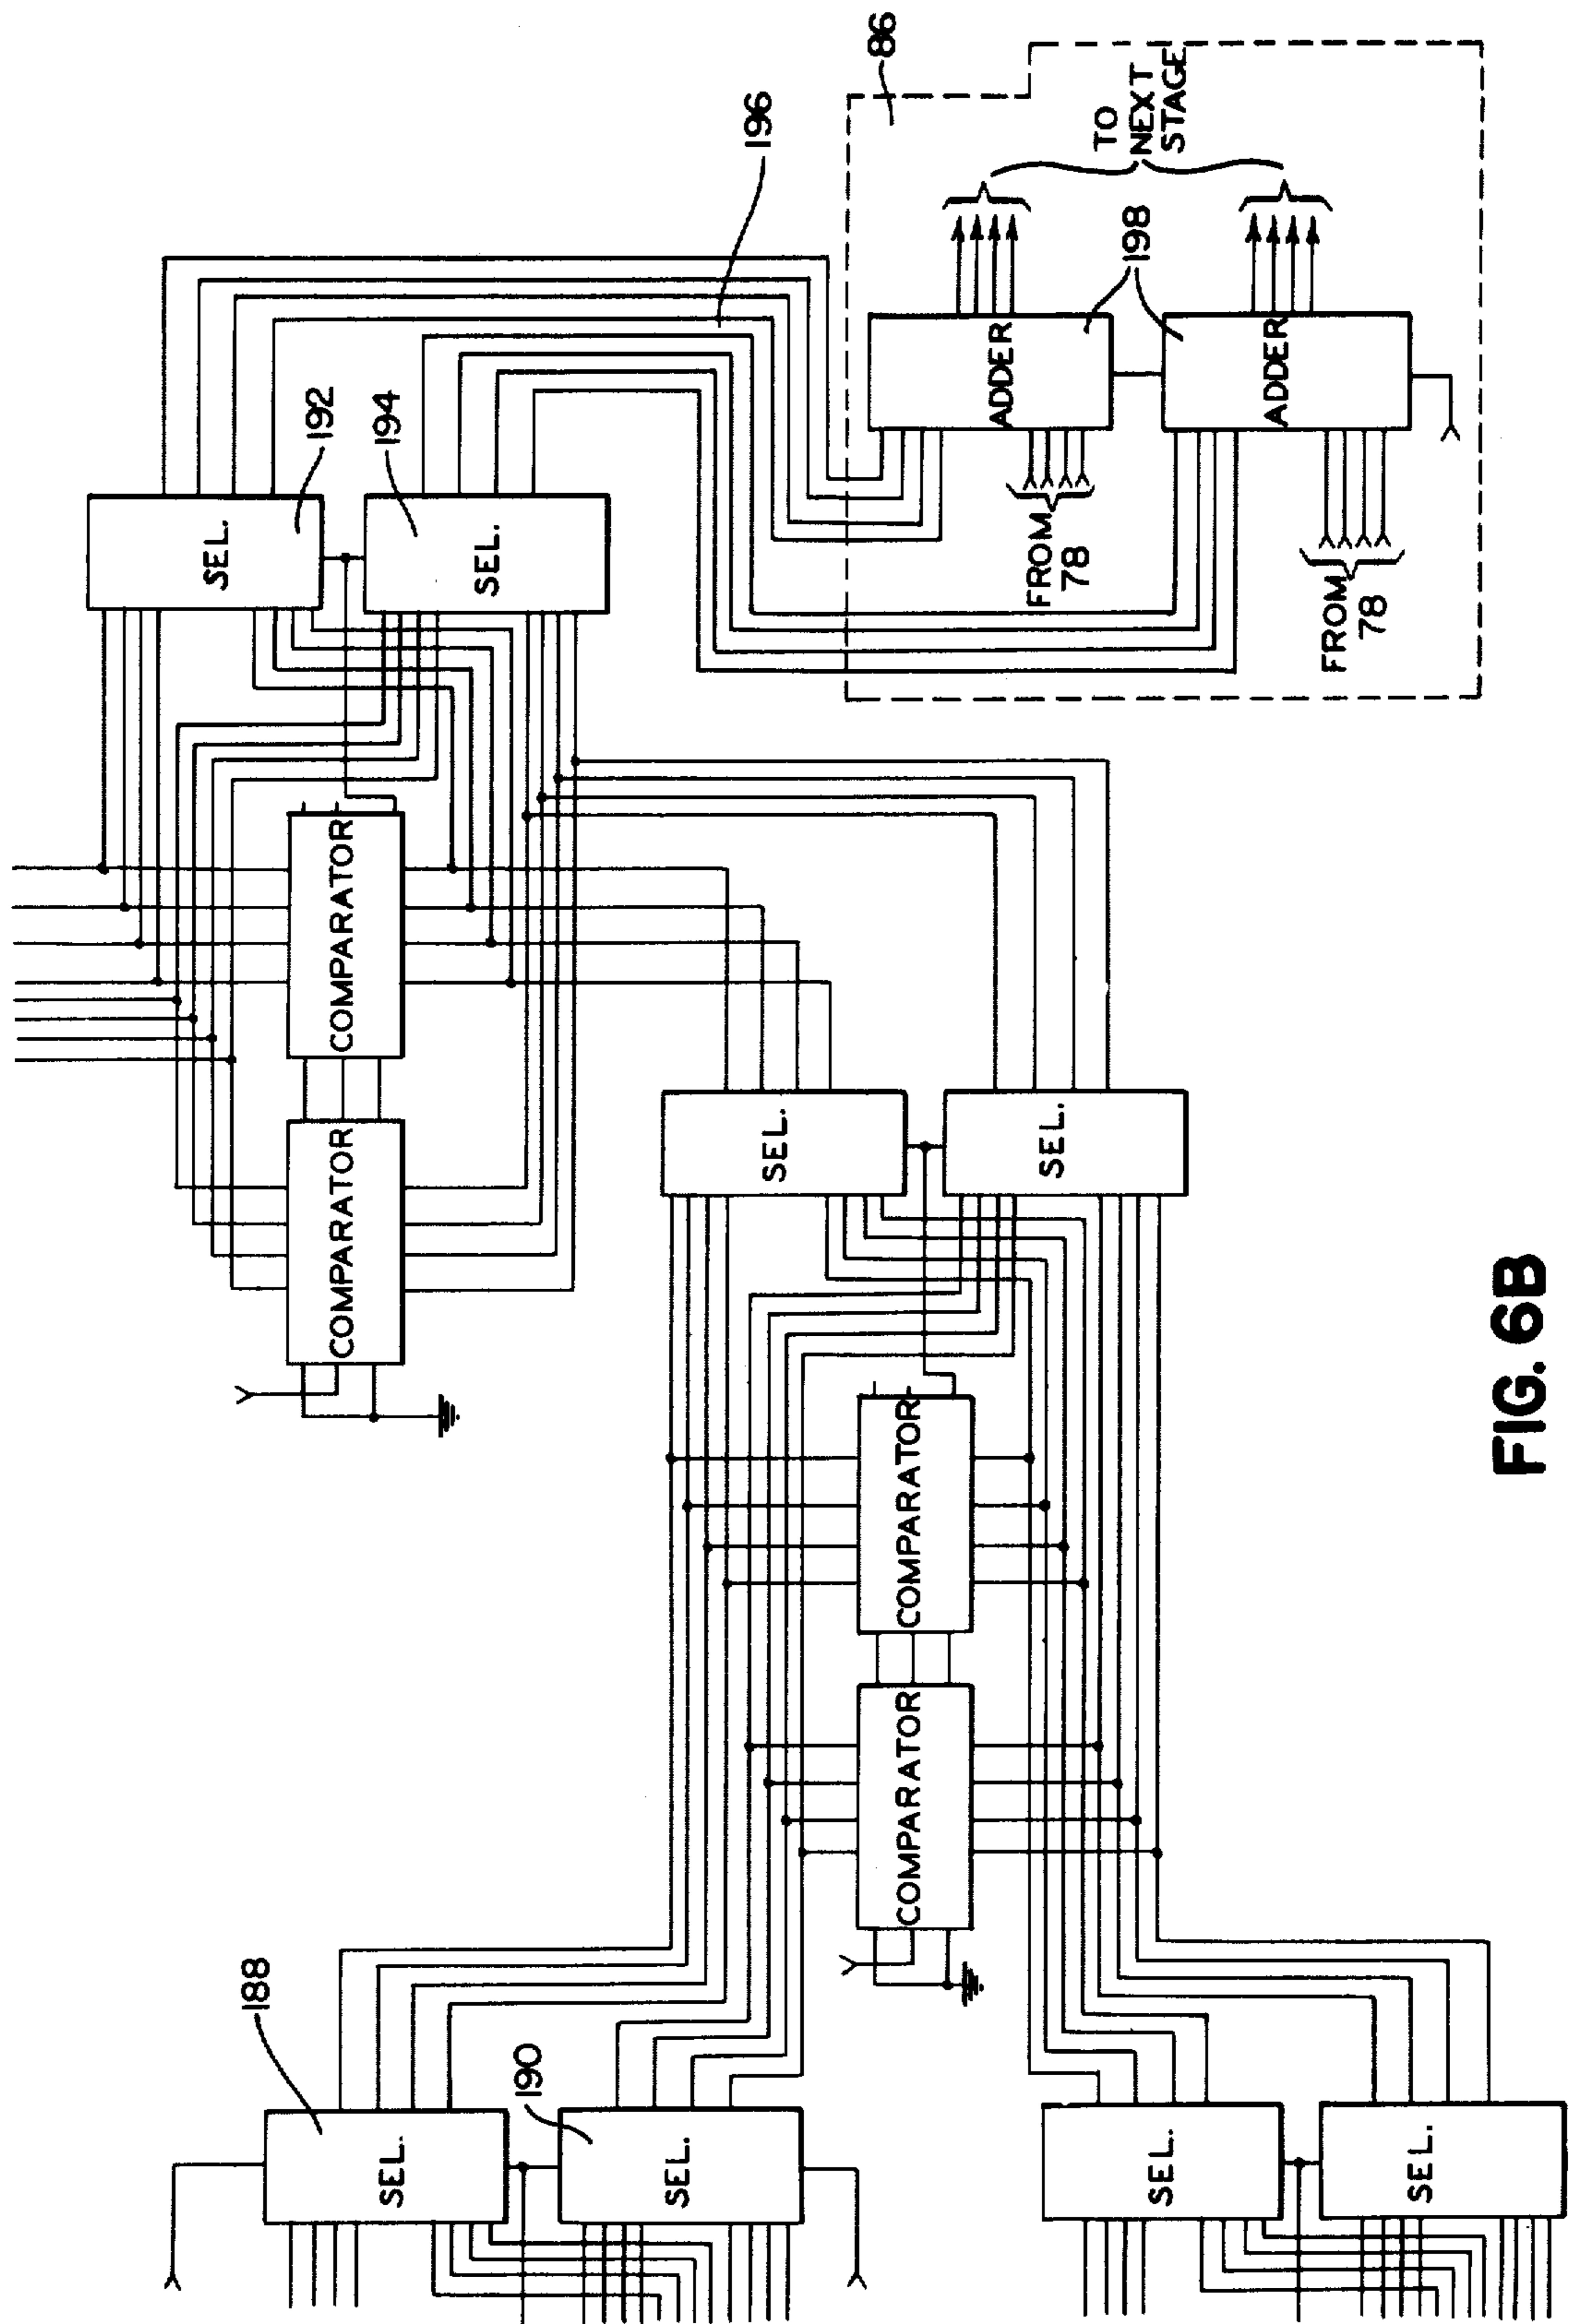 86
196
TO
NEXT
STAGE
192
194
198
SEL.
SEL.
ADDER
ADDER
FROM
78
FROM
78
COMPARATOR
COMPARATOR
SEL.
SEL.
COMPARATOR
COMPARATOR
188
190
SEL.
SEL.
SEL.
SEL.
FIG. 6B